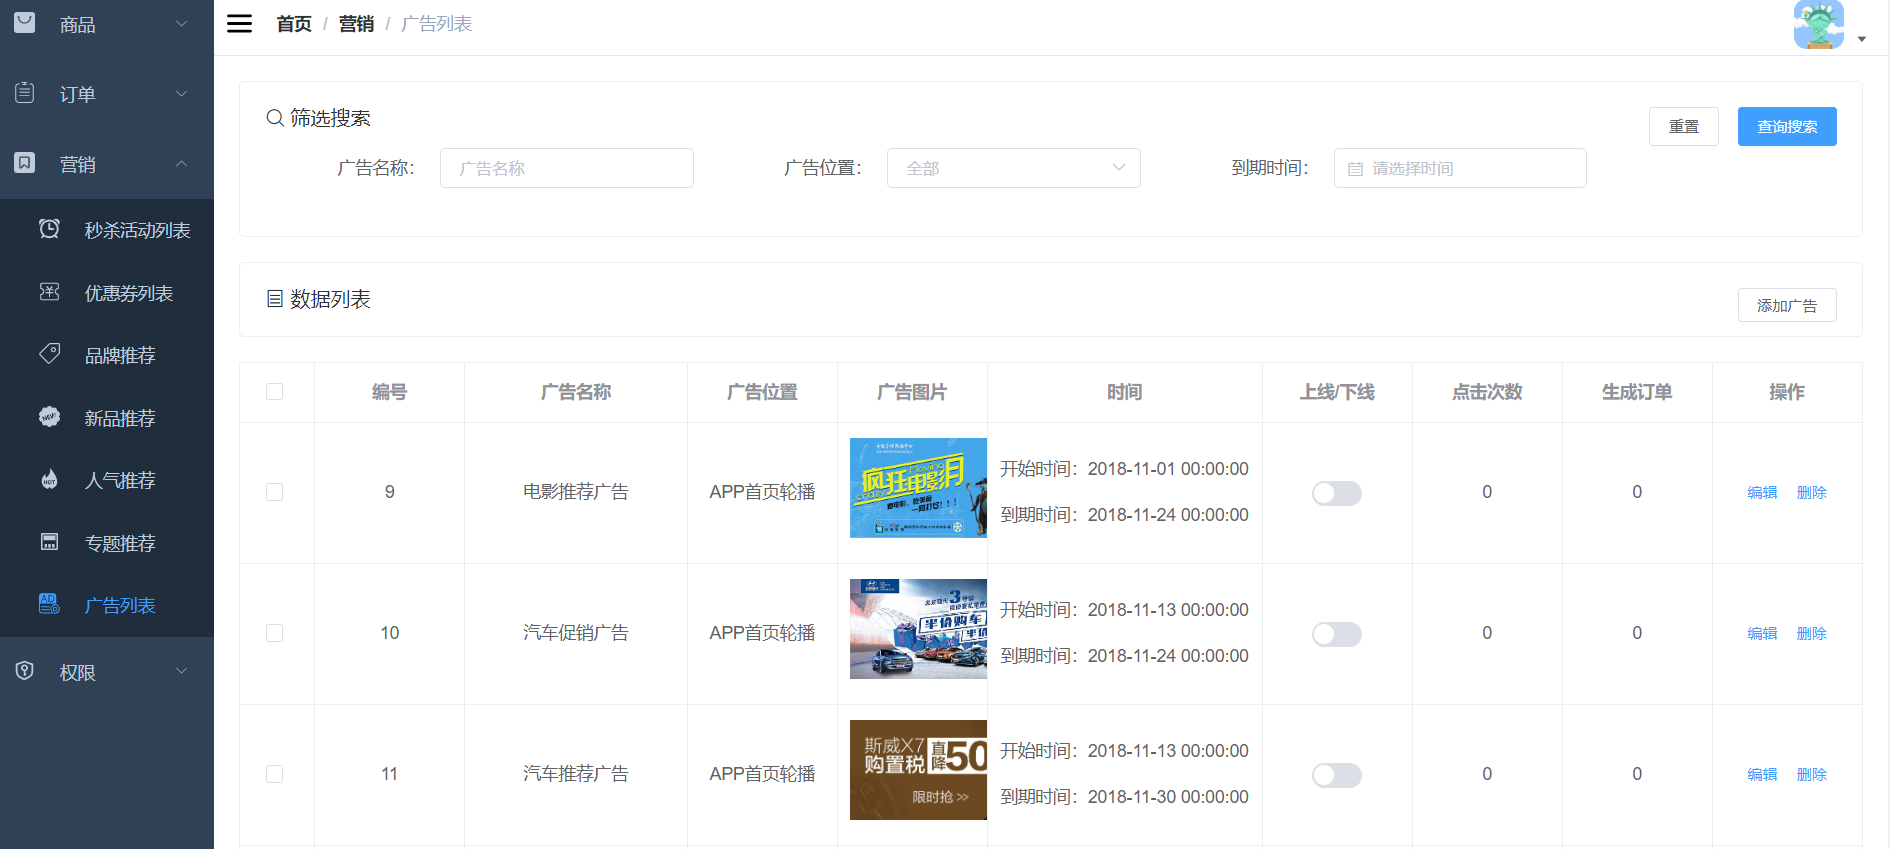 商品
订单
营销
秒杀活动列表
优惠券列表
品牌推荐
新品推荐
人气推荐
专题推荐
广告列表
权限
首页 / 营销 / 广告列表
筛选搜索
重置 查询搜索
广告名称： 广告名称 广告位置： 全部 到期时间： 请选择时间
数据列表
添加广告
编号 广告名称 广告位置 广告图片 时间 上线/下线 点击次数 生成订单 操作
9 电影推荐广告 APP首页轮播 疯狂电影月 开始时间：2018-11-01 00:00:00 0 0 编辑 删除
到期时间：2018-11-24 00:00:00
10 汽车促销广告 APP首页轮播 半价购车 开始时间：2018-11-13 00:00:00 0 0 编辑 删除
到期时间：2018-11-24 00:00:00
11 汽车推荐广告 APP首页轮播 开始时间：2018-11-13 00:00:00 0 0 编辑 删除
斯威X7
购置税 直降50
限时抢 >>
到期时间：2018-11-30 00:00:00